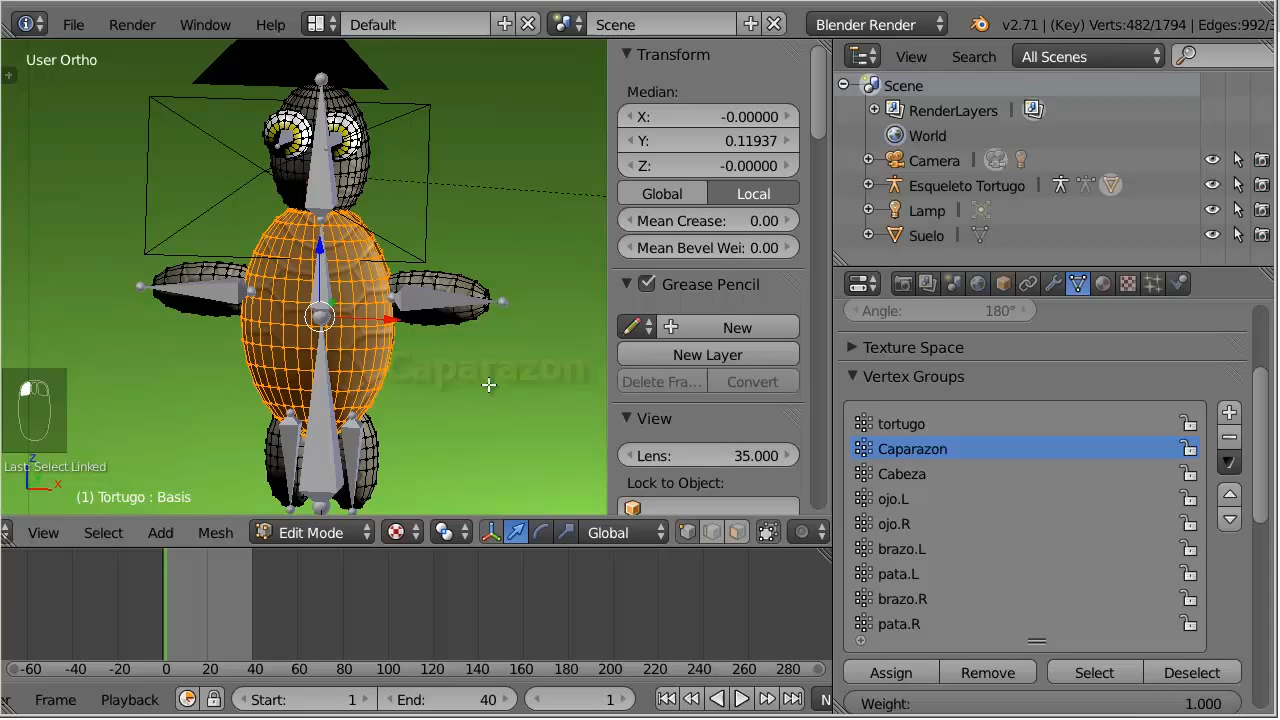 File Render Window Help Default Scene Blender Render v2.71 | (Key) Verts:482/1794 | Edges:992/3
User Ortho
Transform
Median:
X: -0.00000
Y: 0.11937
Z: -0.00000
Global Local
Mean Crease: 0.00
Mean Bevel Wei: 0.00
Grease Pencil
New
New Layer
Delete Fra... Convert
View
Lens: 35.000
Lock to Object:
Caparazon
Last: Select Linked
z
x
(1) Tortugo : Basis
View Select Add Mesh Edit Mode Global
View Search All Scenes
Scene
RenderLayers
World
Camera
Esqueleto Tortugo
Lamp
Suelo
Angle: 180°
Texture Space
Vertex Groups
tortugo
Caparazon
Cabeza
ojo.L
ojo.R
brazo.L
pata.L
brazo.R
pata.R
Assign Remove Select Deselect
Weight: 1.000
-60 -40 -20 0 20 40 60 80 100 120 140 160 180 200 220 240 260 280
Frame Playback Start: 1 End: 40 1 N